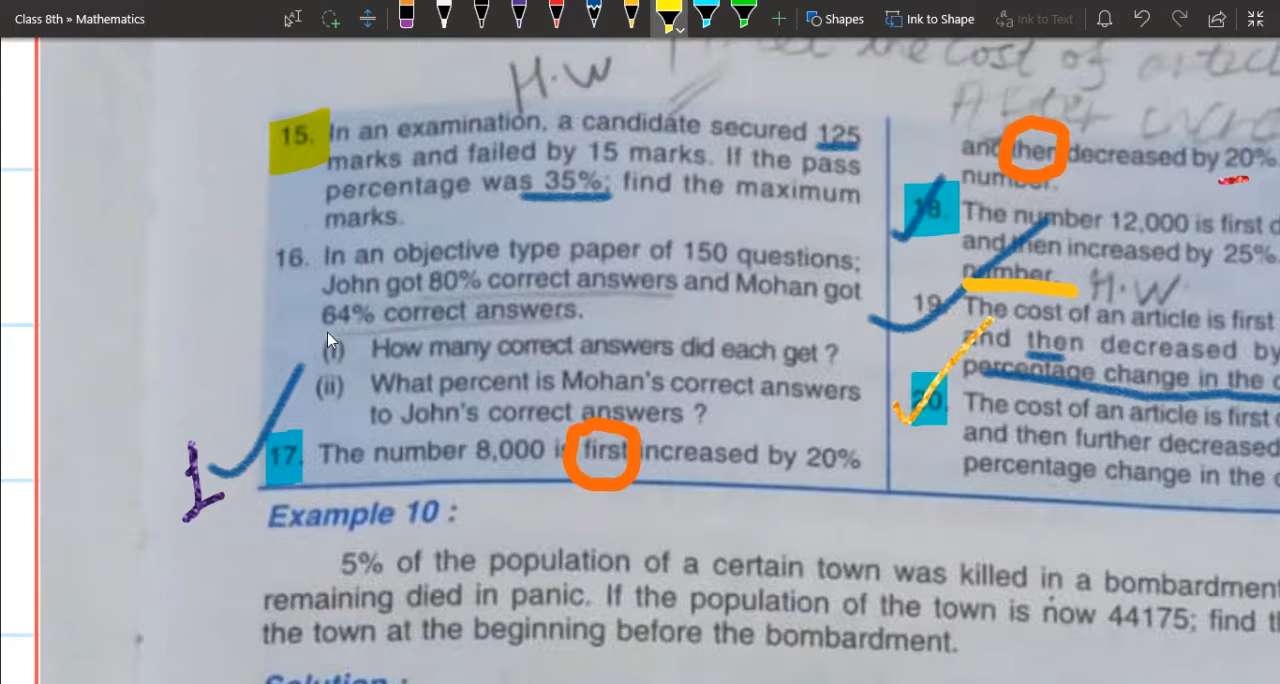 Class 8th » Mathematics
Shapes
Ink to Shape
Ink to Text
the cost of
H.W
After
15. In an examination, a candidate secured 125
marks and failed by 15 marks. If the pass
percentage was 35%; find the maximum
marks.
16. In an objective type paper of 150 questions;
John got 80% correct answers and Mohan got
64% correct answers.
(i) How many correct answers did each get ?
(ii) What percent is Mohan's correct answers
to John's correct answers ?
17. The number 8,000 is first increased by 20%
and then decreased by 20%
number.
18. The number 12,000 is first
and then increased by 25%.
number.
H.W
19. The cost of an article is first
and then decreased by
percentage change in the
20. The cost of an article is first
and then further decreased
percentage change in the
1
Example 10 :
5% of the population of a certain town was killed in a bombardment
remaining died in panic. If the population of the town is now 44175; find
the town at the beginning before the bombardment.
Solution :